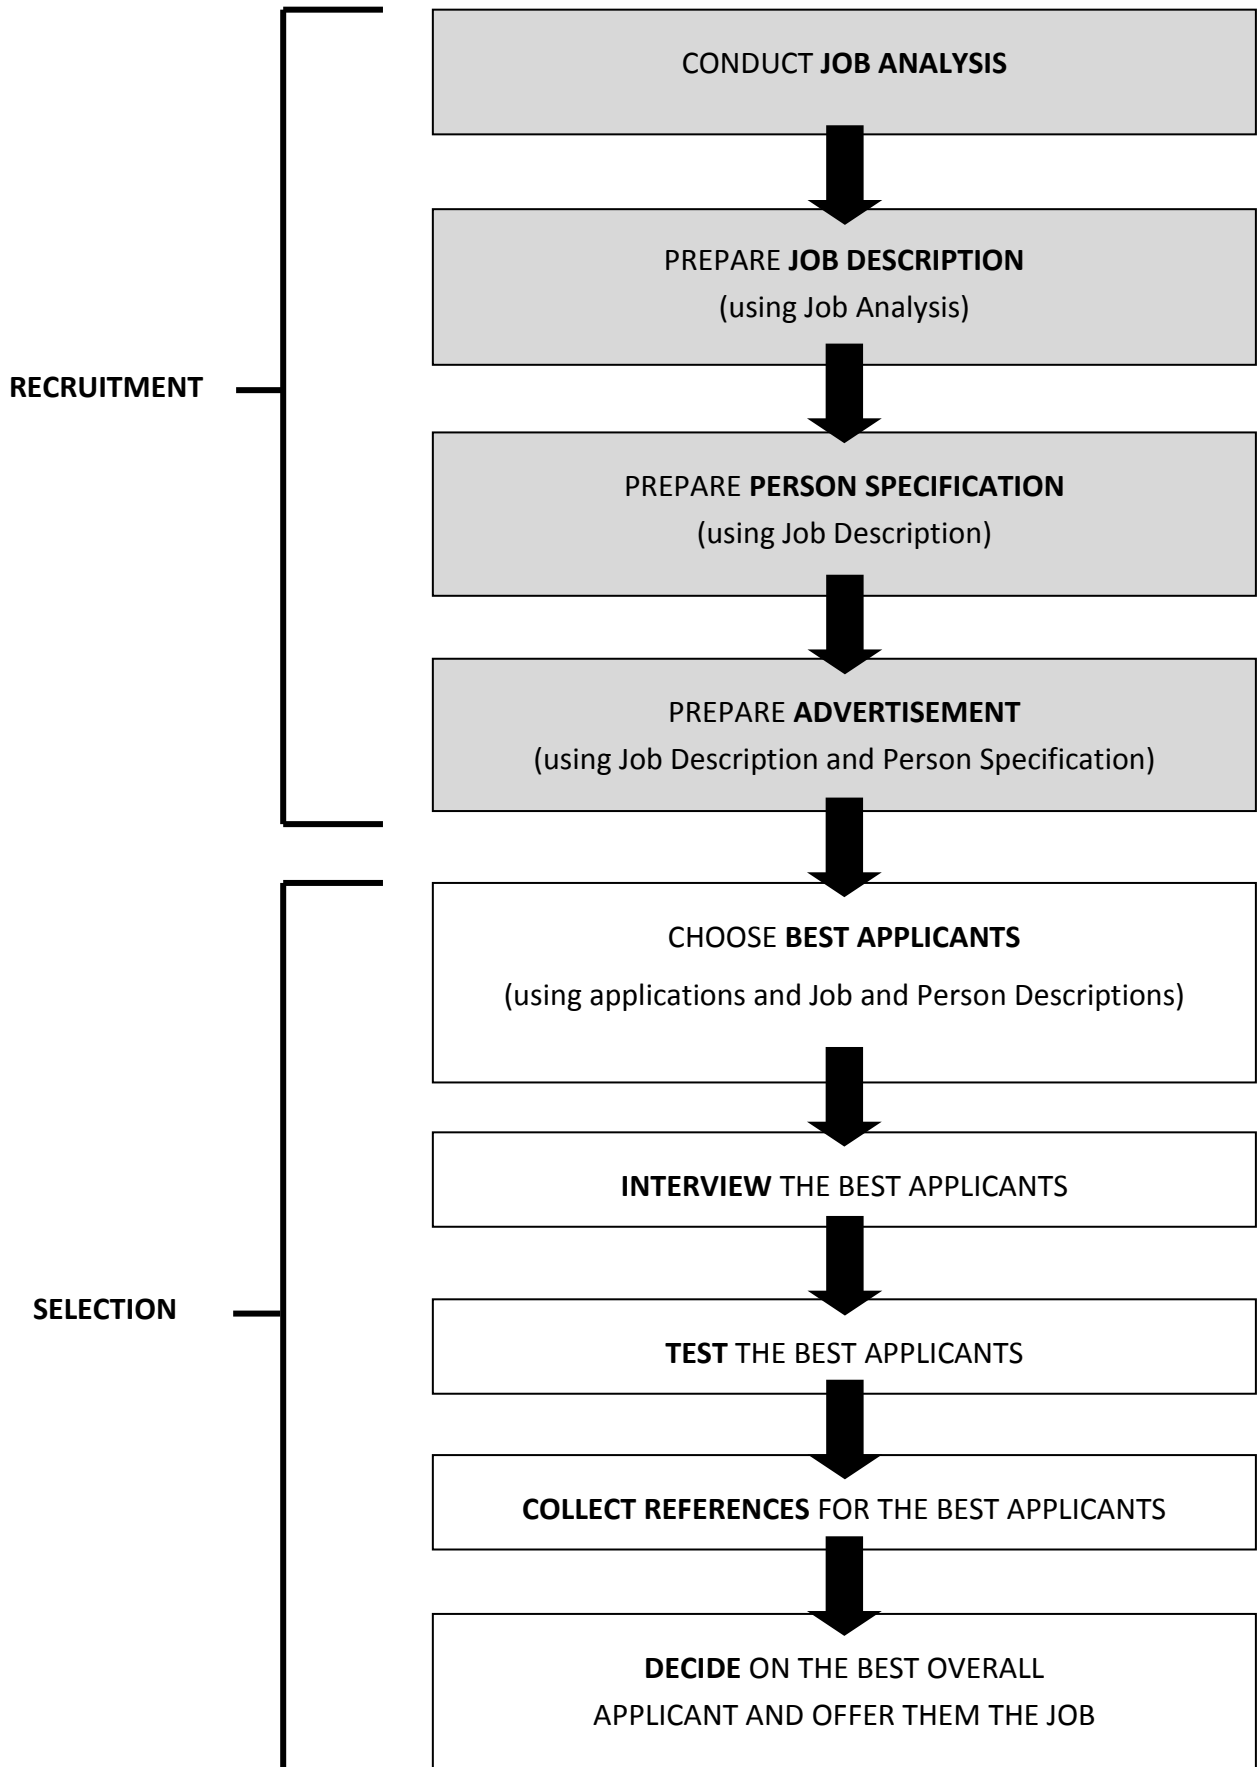 CONDUCT JOB ANALYSIS
PREPARE JOB DESCRIPTION
(using Job Analysis)
RECRUITMENT
PREPARE PERSON SPECIFICATION
(using Job Description)
PREPARE ADVERTISEMENT
(using Job Description and Person Specification)
CHOOSE BEST APPLICANTS
(using applications and Job and Person Descriptions)
INTERVIEW THE BEST APPLICANTS
SELECTION
TEST THE BEST APPLICANTS
COLLECT REFERENCES FOR THE BEST APPLICANTS
DECIDE ON THE BEST OVERALL
APPLICANT AND OFFER THEM THE JOB